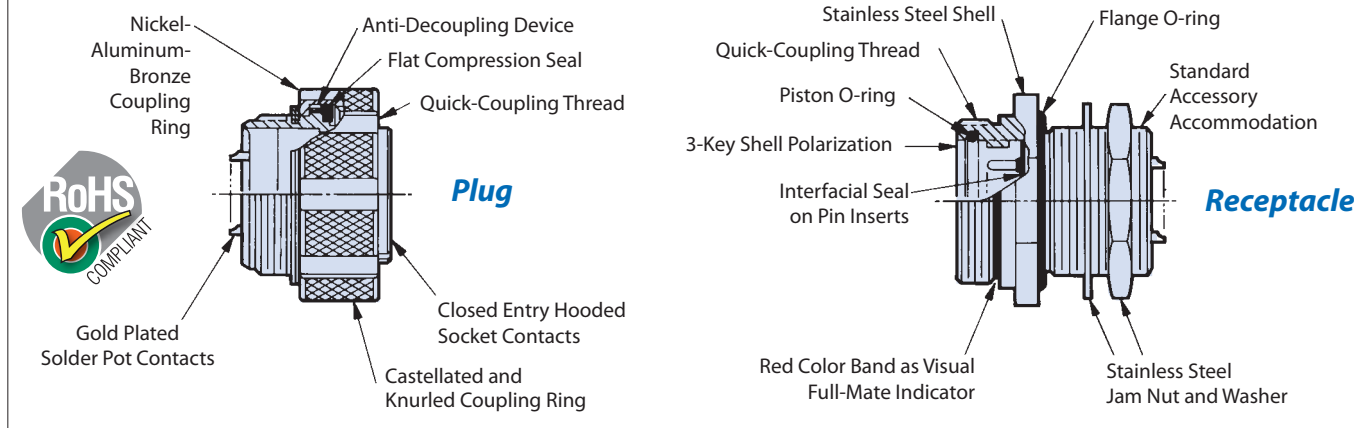 Nickel-
Aluminum-
Bronze
Coupling
Ring
Anti-Decoupling Device
Flat Compression Seal
Quick-Coupling Thread
Plug
RoHS
COMPLIANT
Gold Plated
Solder Pot Contacts
Closed Entry Hooded
Socket Contacts
Castellated and
Knurled Coupling Ring
Stainless Steel Shell
Flange O-ring
Quick-Coupling Thread
Piston O-ring
3-Key Shell Polarization
Standard
Accessory
Accommodation
Interfacial Seal
on Pin Inserts
Receptacle
Red Color Band as Visual
Full-Mate Indicator
Stainless Steel
Jam Nut and Washer